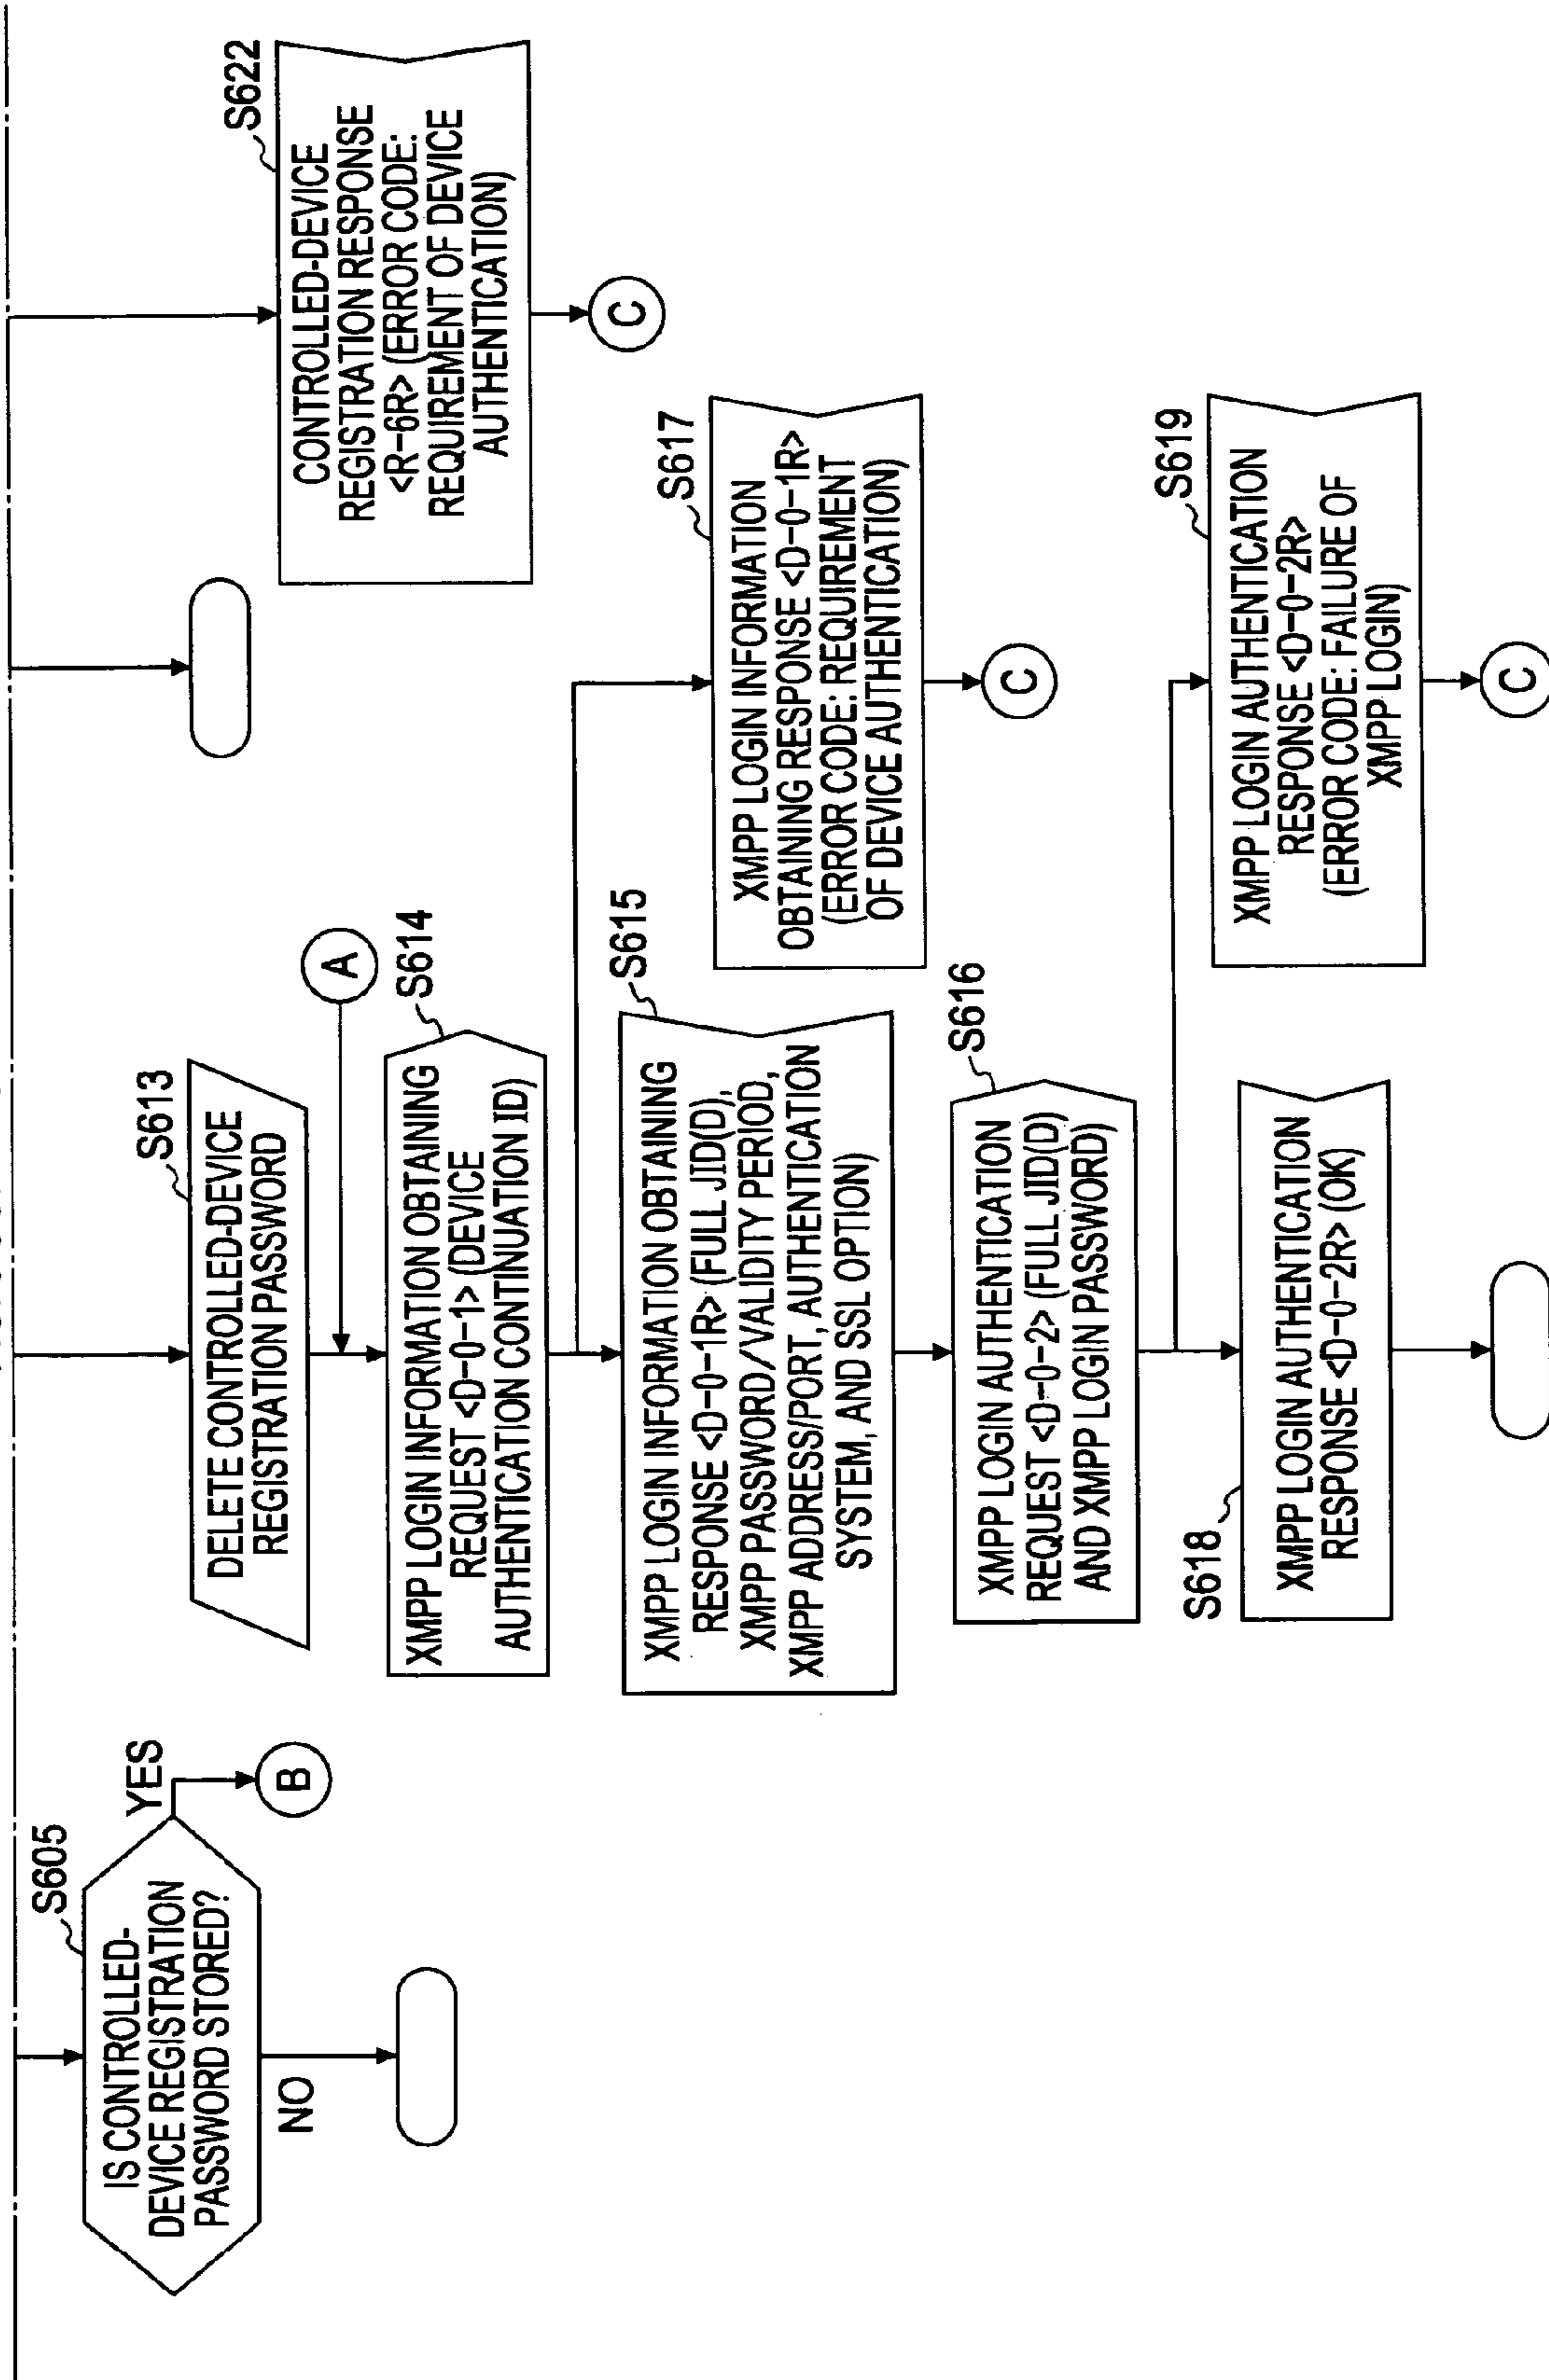 S605
IS CONTROLLED-
DEVICE REGISTRATION
PASSWORD STORED?
YES
B
NO
S613
DELETE CONTROLLED-DEVICE
REGISTRATION PASSWORD
A
S614
XMPP LOGIN INFORMATION OBTAINING
REQUEST <D-0-1> (DEVICE
AUTHENTICATION CONTINUATION ID)
S615
XMPP LOGIN INFORMATION OBTAINING
RESPONSE <D-0-1R> (FULL JID(D),
XMPP PASSWORD/VALIDITY PERIOD,
XMPP ADDRESS/PORT, AUTHENTICATION
SYSTEM, AND SSL OPTION)
S616
XMPP LOGIN AUTHENTICATION
REQUEST <D-0-2> (FULL JID(D)
AND XMPP LOGIN PASSWORD)
S618
XMPP LOGIN AUTHENTICATION
RESPONSE <D-0-2R> (OK)
S622
CONTROLLED-DEVICE
REGISTRATION RESPONSE
<R-6R> (ERROR CODE:
REQUIREMENT OF DEVICE
AUTHENTICATION)
C
S617
XMPP LOGIN INFORMATION
OBTAINING RESPONSE <D-0-1R>
(ERROR CODE: REQUIREMENT
OF DEVICE AUTHENTICATION)
C
S619
XMPP LOGIN AUTHENTICATION
RESPONSE <D-0-2R>
(ERROR CODE: FAILURE OF
XMPP LOGIN)
C